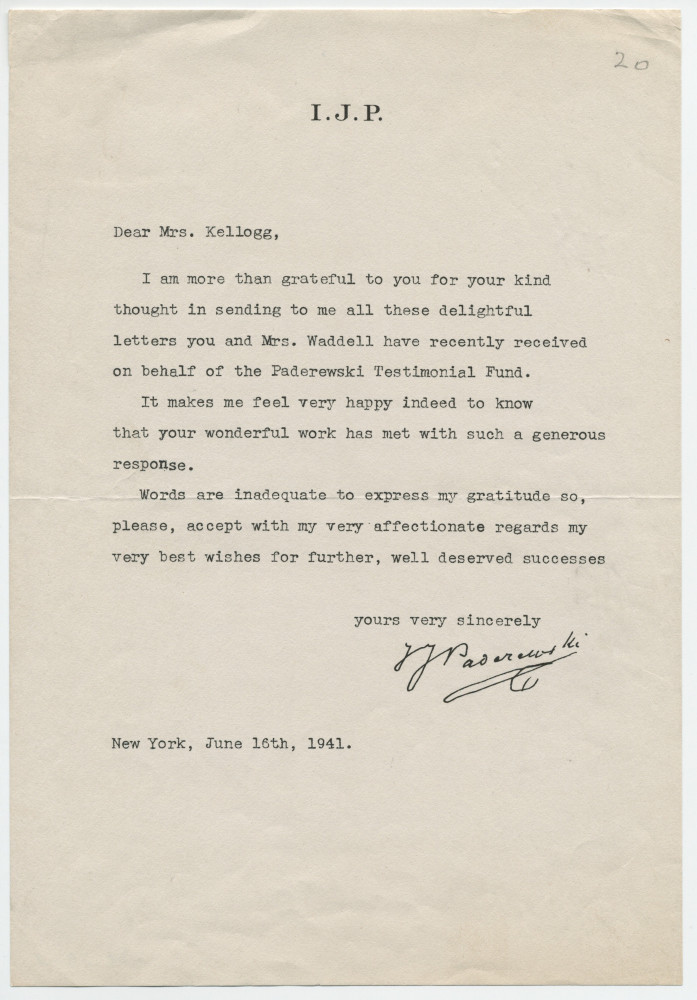 20
I.J.P.
Dear Mrs. Kellogg,
I am more than grateful to you for your kind
thought in sending to me all these delightful
letters you and Mrs. Waddell have recently received
on behalf of the Paderewski Testimonial Fund.
It makes me feel very happy indeed to know
that your wonderful work has met with such a generous
response.
Words are inadequate to express my gratitude so,
please, accept with my very affectionate regards my
very best wishes for further, well deserved successes
yours very sincerely
IJPaderewski
New York, June 16th, 1941.